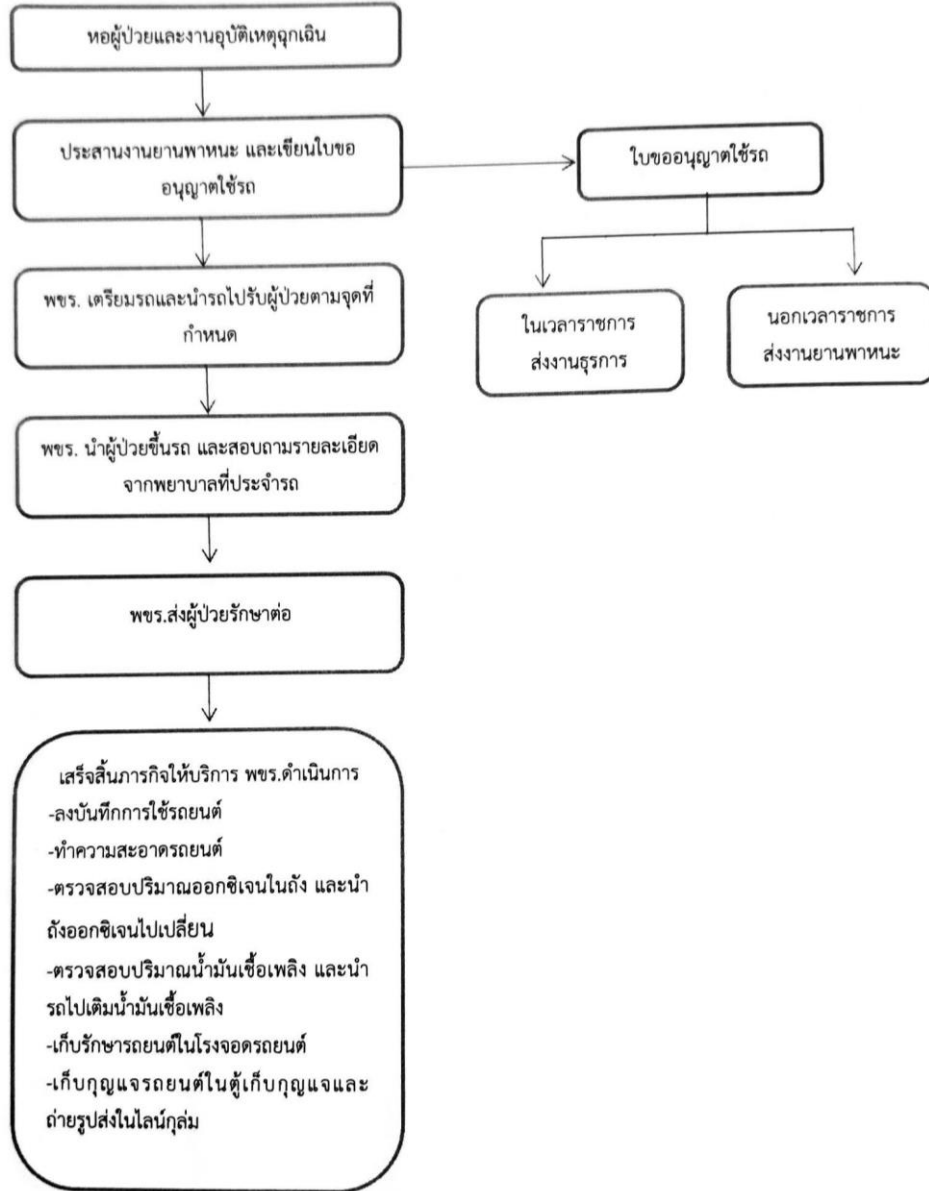 หอผู้ป่วยและงานอุบัติเหตุฉุกเฉิน
ประสานงานยานพาหนะ และเขียนใบขอ
อนุญาตใช้รถ
ใบขออนุญาตใช้รถ
พขร. เตรียมรถและนำรถไปรับผู้ป่วยตามจุดที่
กำหนด
ในเวลาราชการ
ส่งงานธุรการ
นอกเวลาราชการ
ส่งงานยานพาหนะ
พขร. นำผู้ป่วยขึ้นรถ และสอบถามรายละเอียด
จากพยาบาลที่ประจำรถ
พขร.ส่งผู้ป่วยรักษาต่อ
เสร็จสิ้นภารกิจให้บริการ พขร.ดำเนินการ
-ลงบันทึกการใช้รถยนต์
-ทำความสะอาดรถยนต์
-ตรวจสอบปริมาณออกซิเจนในถัง และนำ
ถังออกซิเจนไปเปลี่ยน
-ตรวจสอบปริมาณน้ำมันเชื้อเพลิง และนำ
รถไปเติมน้ำมันเชื้อเพลิง
-เก็บรักษารถยนต์ในโรงจอดรถยนต์
-เก็บกุญแจรถยนต์ในตู้เก็บกุญแจและ
ถ่ายรูปส่งในไลน์กลุ่ม